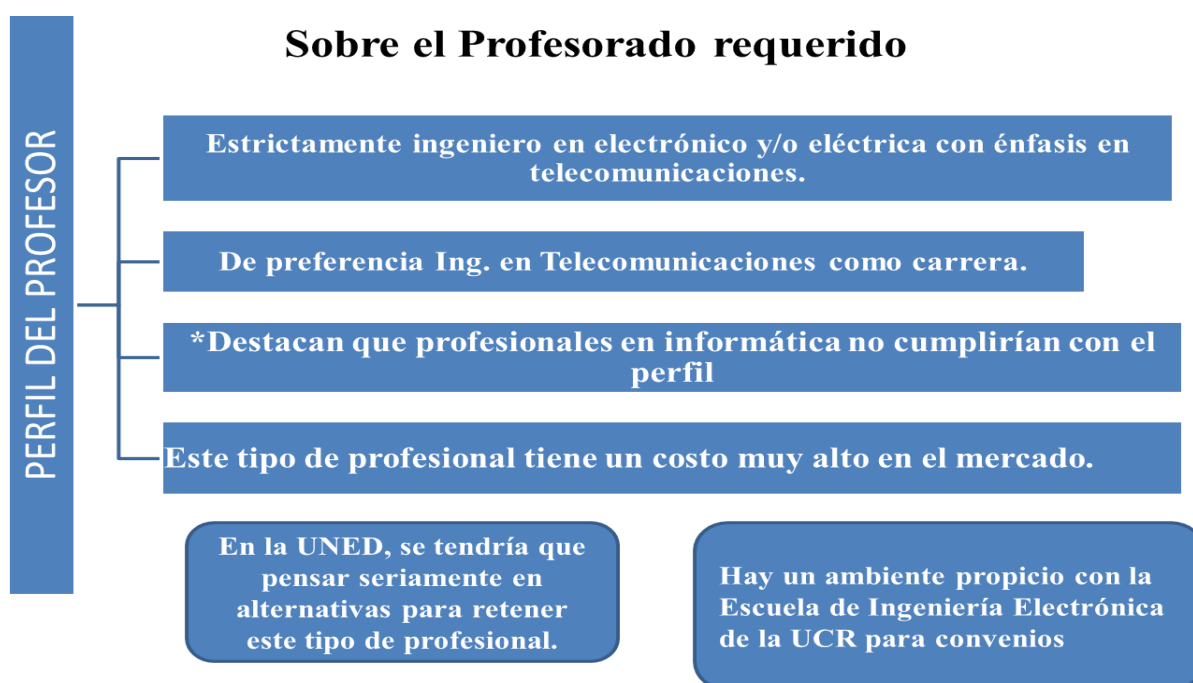 Sobre el Profesorado requerido
PERFIL DEL PROFESOR
Estrictamente ingeniero en electrónico y/o eléctrica con énfasis en
telecomunicaciones.
De preferencia Ing. en Telecomunicaciones como carrera.
*Destacan que profesionales en informática no cumplirían con el
perfil
Este tipo de profesional tiene un costo muy alto en el mercado.
En la UNED, se tendría que
pensar seriamente en
alternativas para retener
este tipo de profesional.
Hay un ambiente propicio con la
Escuela de Ingeniería Electrónica
de la UCR para convenios